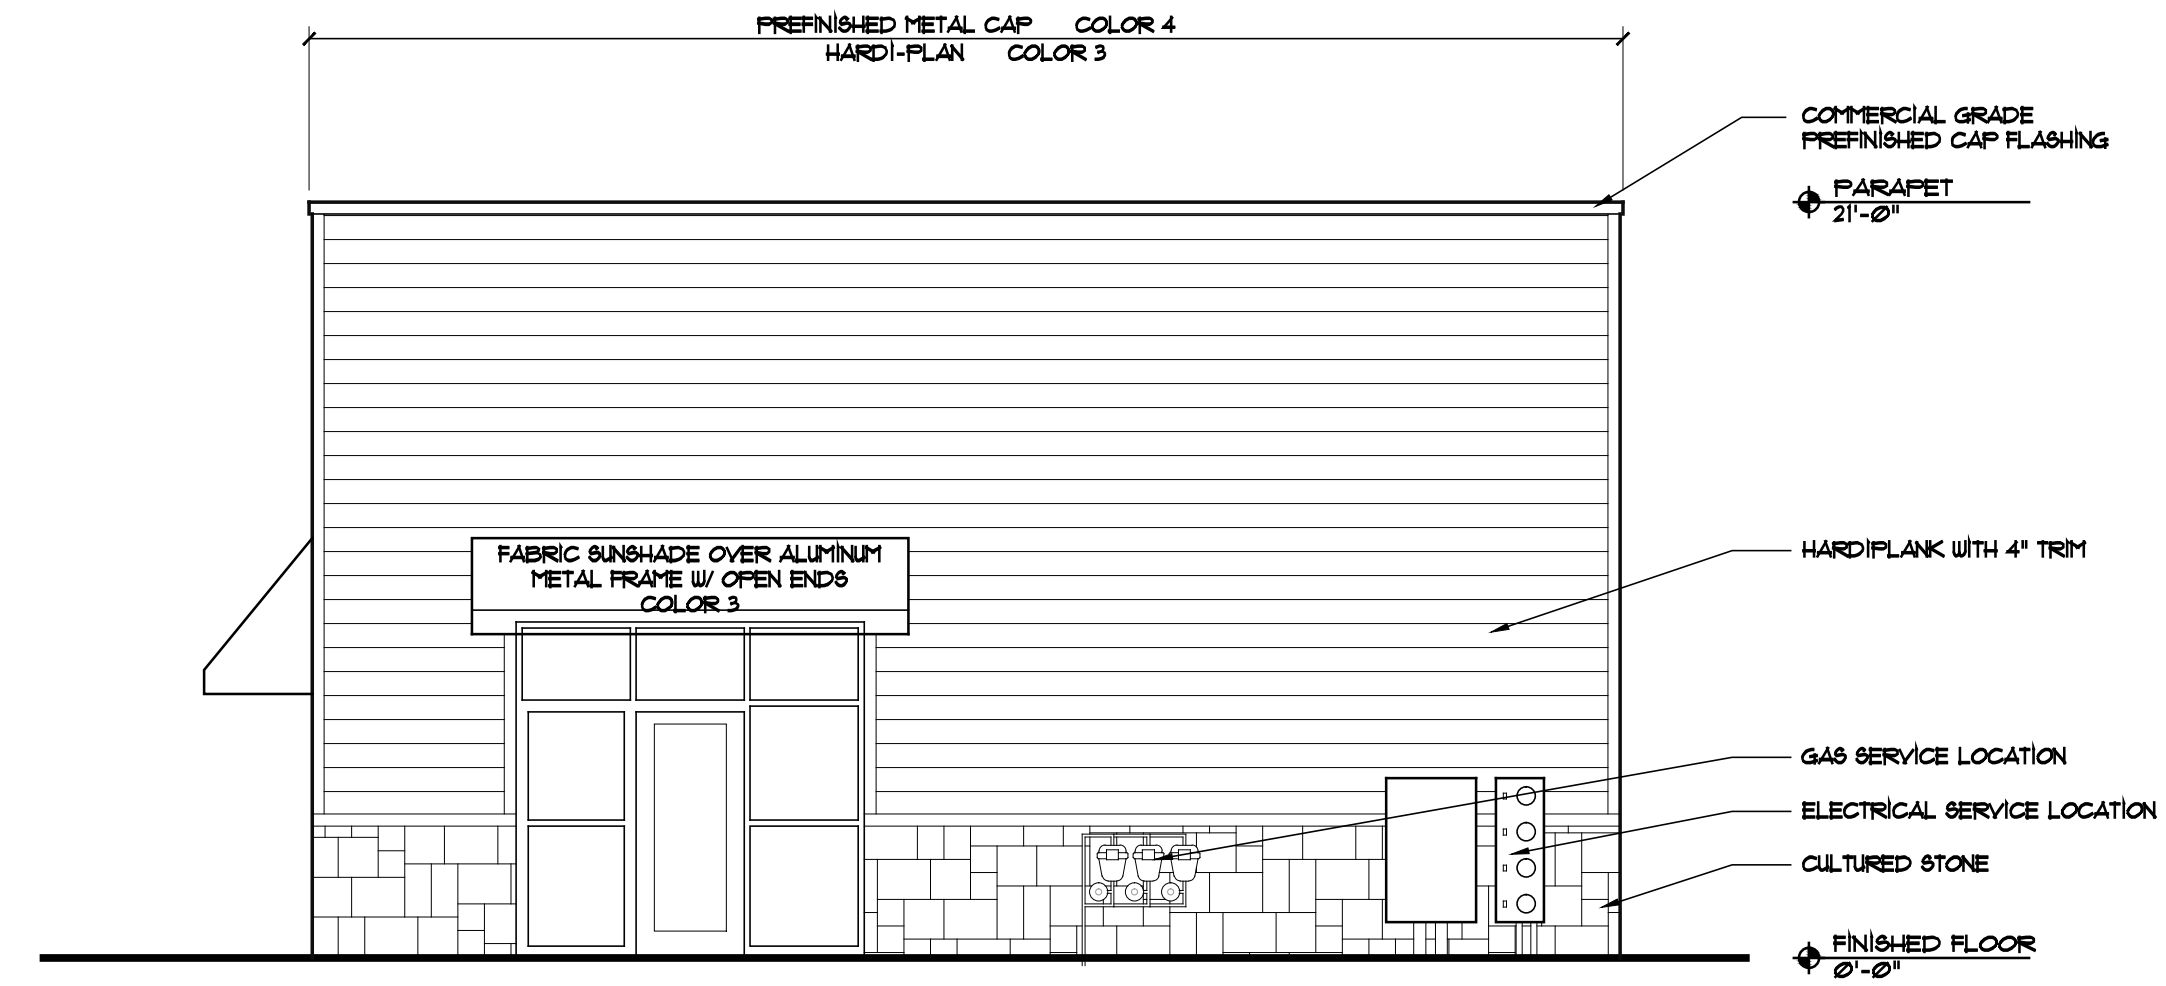 PREFINISHED METAL CAP COLOR 4
HARDI-PLAN COLOR 3
COMMERCIAL GRADE
PREFINISHED CAP FLASHING
PARAPET
21'-0"
FABRIC SUNSHADE OVER ALUMINUM
METAL FRAME W/ OPEN ENDS
COLOR 3
HARDIPLANK WITH 4" TRIM
GAS SERVICE LOCATION
ELECTRICAL SERVICE LOCATION
CULTURED STONE
FINISHED FLOOR
0'-0"